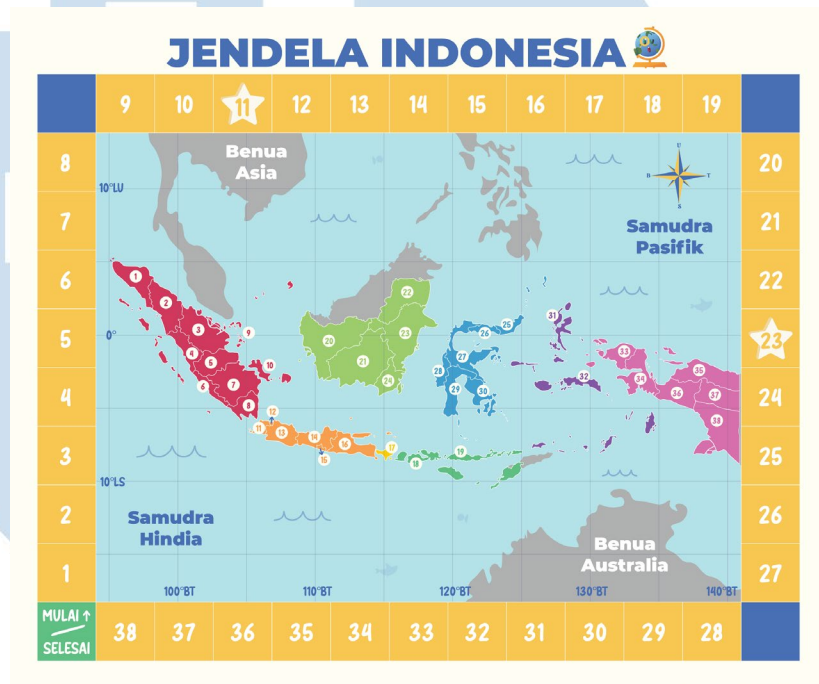 JENDELA INDONESIA
9 10 11 12 13 14 15 16 17 18 19
8
7
6
5
4
3
2
1
MULAI ↑
SELESAI
20
21
22
23
24
25
26
27
38 37 36 35 34 33 32 31 30 29 28
Benua
Asia
U
B T
S
10°LU
Samudra
Pasifik
0°
10°LS
Samudra
Hindia
Benua
Australia
100°BT 110°BT 120°BT 130°BT 140°BT
1
2
3
4
5
6
7
8
9
10
11
12
13
14
15
16
17
18
19
20
21
22
23
24
25
26
27
28
29
30
31
32
33
34
35
36
37
38